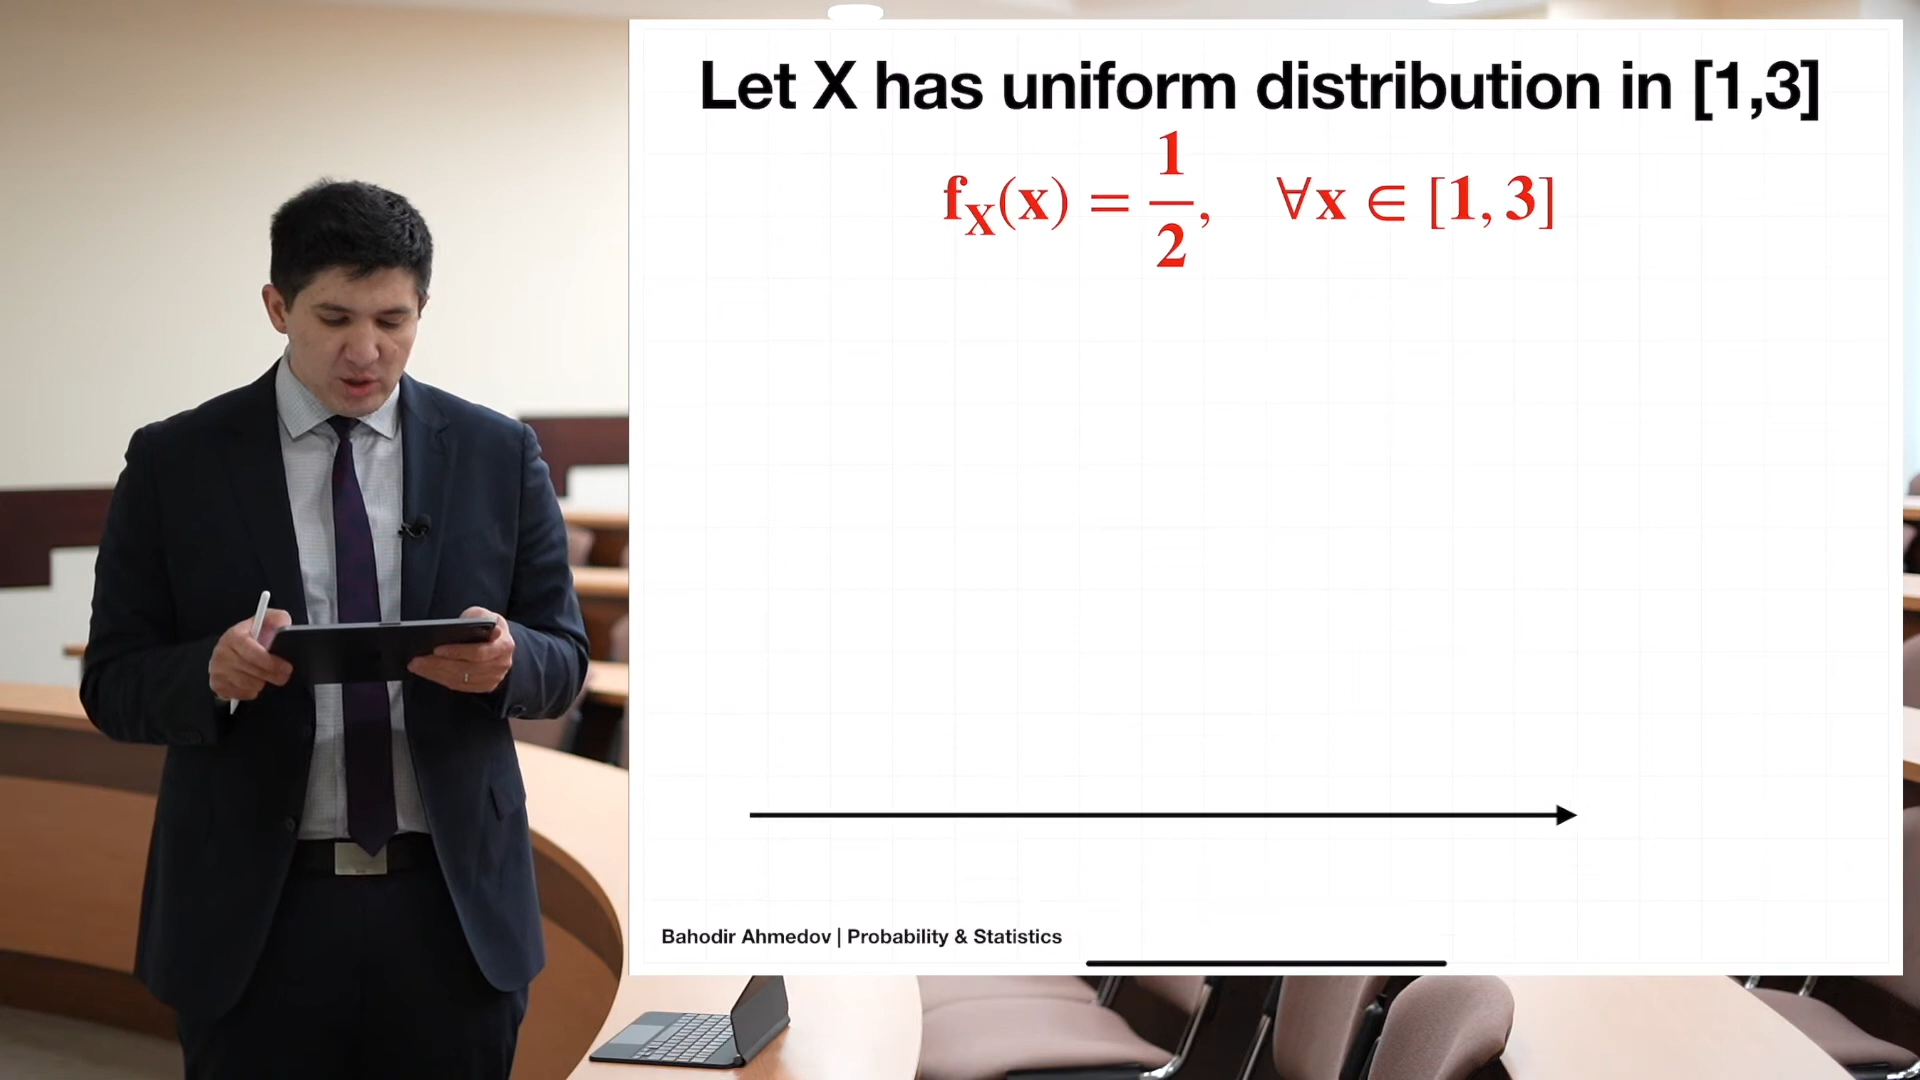 Let X has uniform distribution in [1,3]
f_X(x) = 1/2, ∀x ∈ [1, 3]
Bahodir Ahmedov | Probability & Statistics